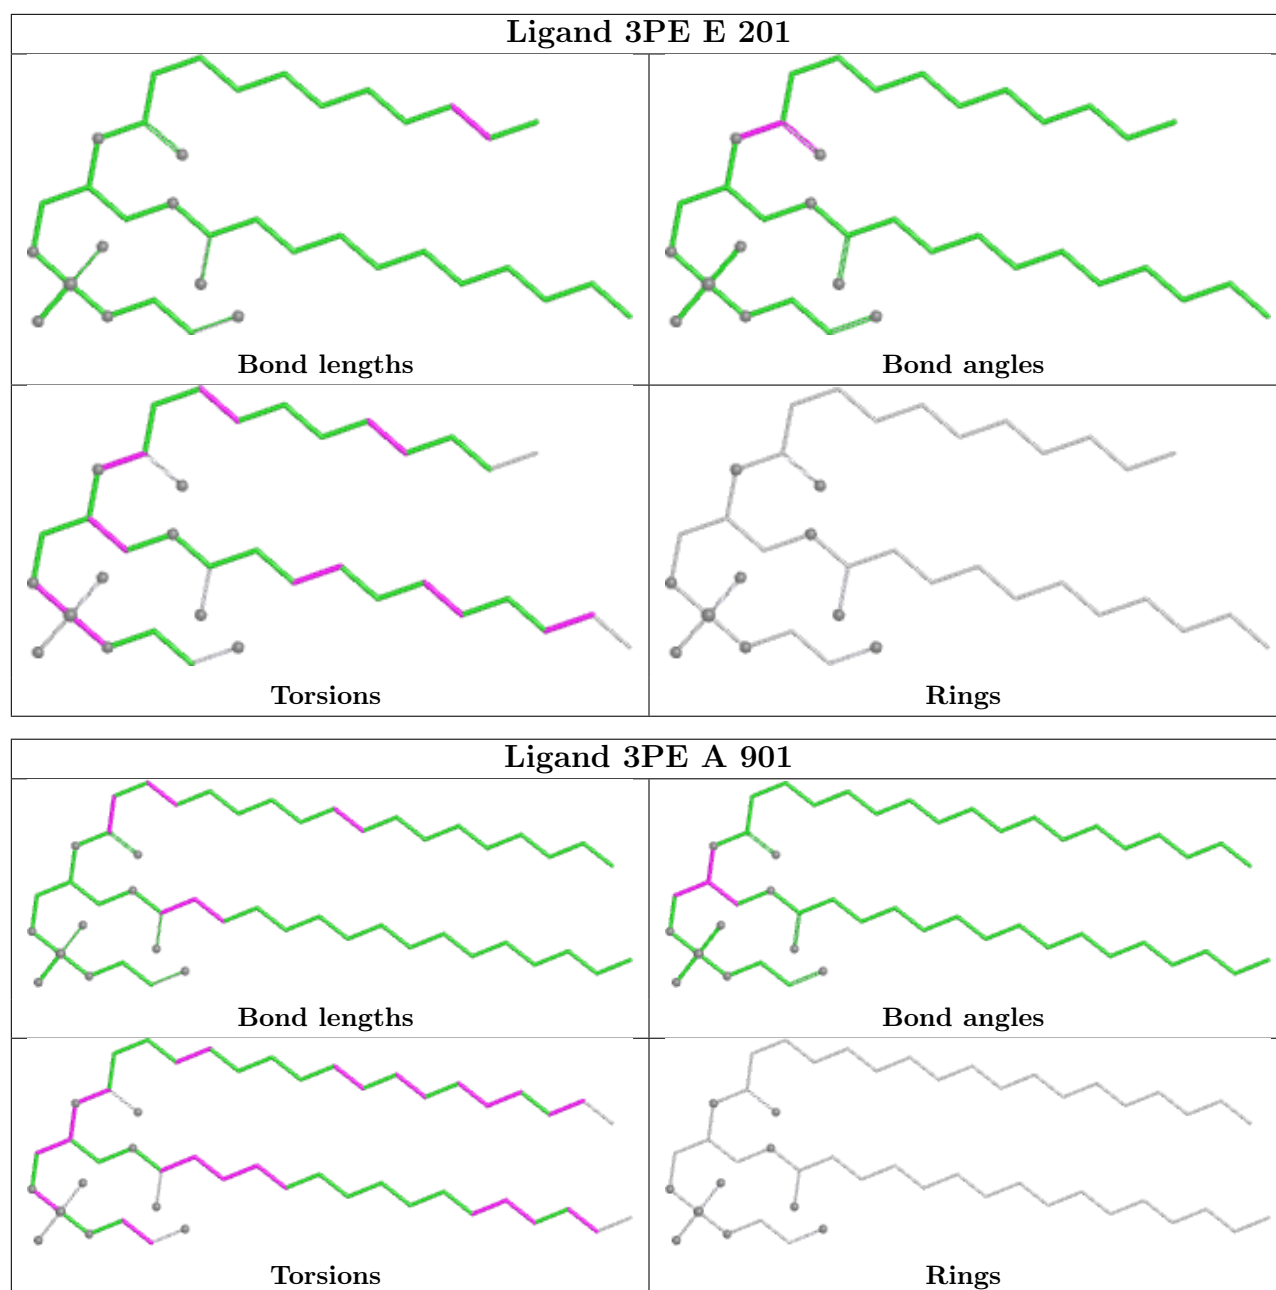 Ligand 3PE E 201
Bond lengths
Bond angles
Torsions
Rings
Ligand 3PE A 901
Bond lengths
Bond angles
Torsions
Rings